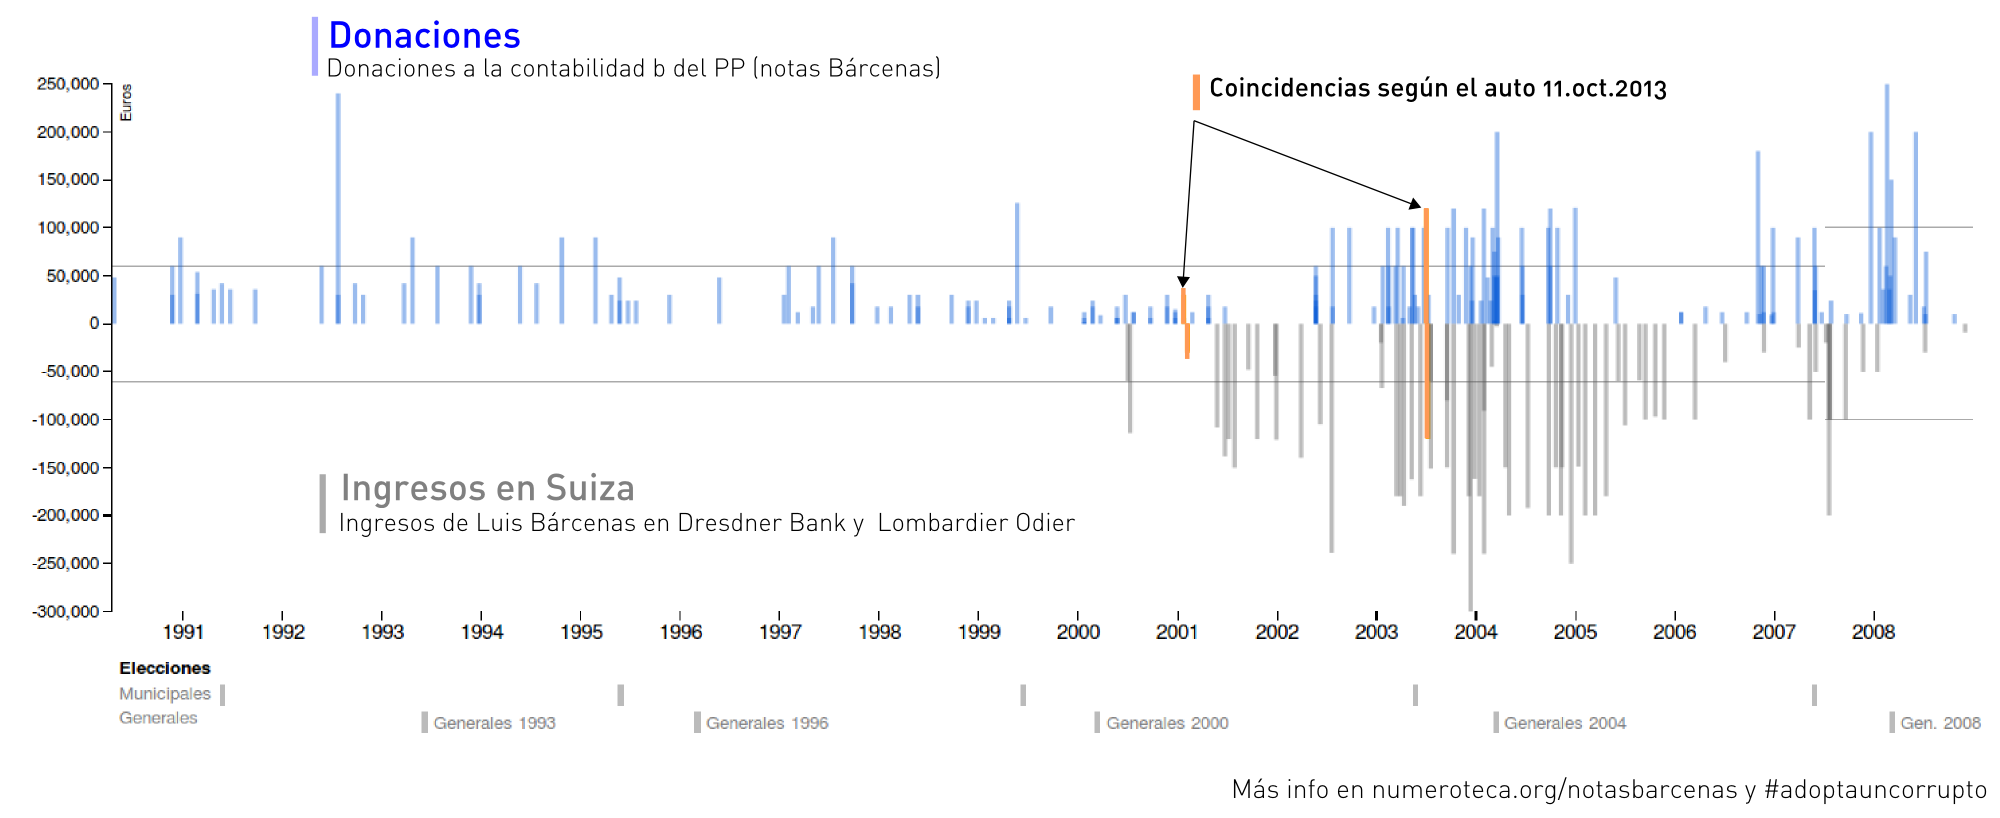 Donaciones
Donaciones a la contabilidad b del PP (notas Bárcenas)
Coincidencias según el auto 11.oct.2013
Euros
250,000
200,000
150,000
100,000
50,000
0
-50,000
-100,000
-150,000
-200,000
-250,000
-300,000
Ingresos en Suiza
Ingresos de Luis Bárcenas en Dresdner Bank y Lombardier Odier
1991 1992 1993 1994 1995 1996 1997 1998 1999 2000 2001 2002 2003 2004 2005 2006 2007 2008
Elecciones
Municipales
Generales
Generales 1993 Generales 1996 Generales 2000 Generales 2004 Gen. 2008
Más info en numeroteca.org/notasbarcenas y #adoptauncorrupto